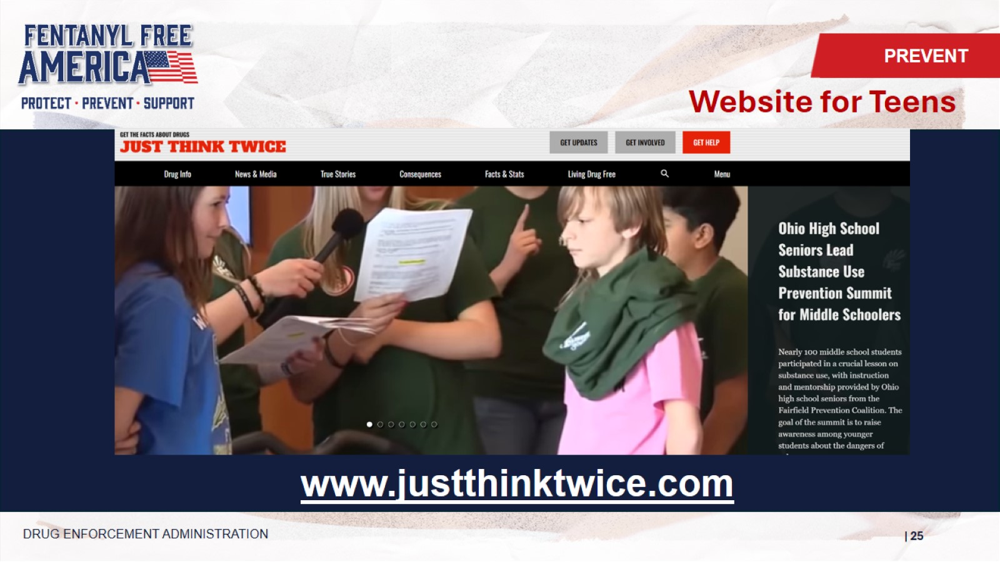 FENTANYL FREE
AMERICA
PROTECT · PREVENT · SUPPORT
PREVENT
Website for Teens
GET THE FACTS ABOUT DRUGS
JUST THINK TWICE
GET UPDATES
GET INVOLVED
GET HELP
Drug Info
News & Media
True Stories
Consequences
Facts & Stats
Living Drug Free
Menu
Ohio High School
Seniors Lead
Substance Use
Prevention Summit
for Middle Schoolers
Nearly 100 middle school students
participated in a crucial lesson on
substance use, with instruction
and mentorship provided by Ohio
high school seniors from the
Fairfield Prevention Coalition. The
goal of the summit is to raise
awareness among younger
students about the dangers of
www.justthinktwice.com
DRUG ENFORCEMENT ADMINISTRATION
| 25